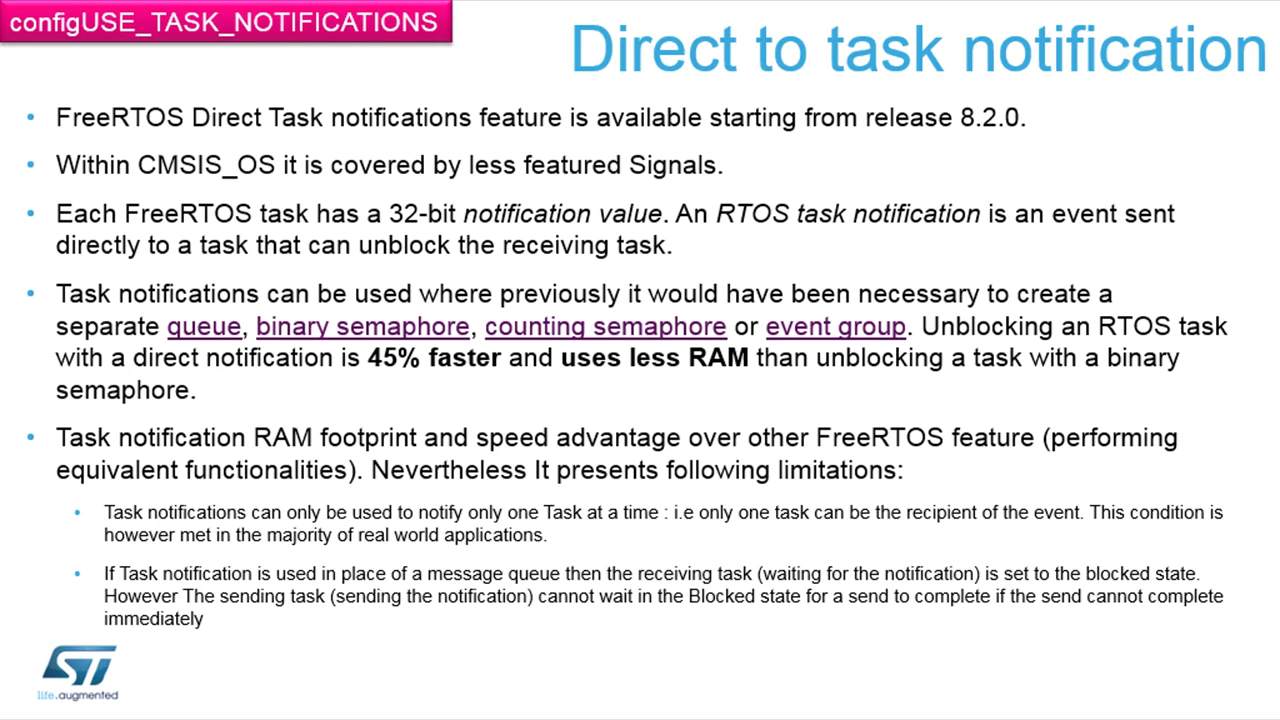 configUSE_TASK_NOTIFICATIONS
Direct to task notification
• FreeRTOS Direct Task notifications feature is available starting from release 8.2.0.
• Within CMSIS_OS it is covered by less featured Signals.
• Each FreeRTOS task has a 32-bit notification value. An RTOS task notification is an event sent
directly to a task that can unblock the receiving task.
• Task notifications can be used where previously it would have been necessary to create a
separate queue, binary semaphore, counting semaphore or event group. Unblocking an RTOS task
with a direct notification is 45% faster and uses less RAM than unblocking a task with a binary
semaphore.
• Task notification RAM footprint and speed advantage over other FreeRTOS feature (performing
equivalent functionalities). Nevertheless It presents following limitations:
• Task notifications can only be used to notify only one Task at a time : i.e only one task can be the recipient of the event. This condition is
however met in the majority of real world applications.
• If Task notification is used in place of a message queue then the receiving task (waiting for the notification) is set to the blocked state.
However The sending task (sending the notification) cannot wait in the Blocked state for a send to complete if the send cannot complete
immediately
ST
life.augmented